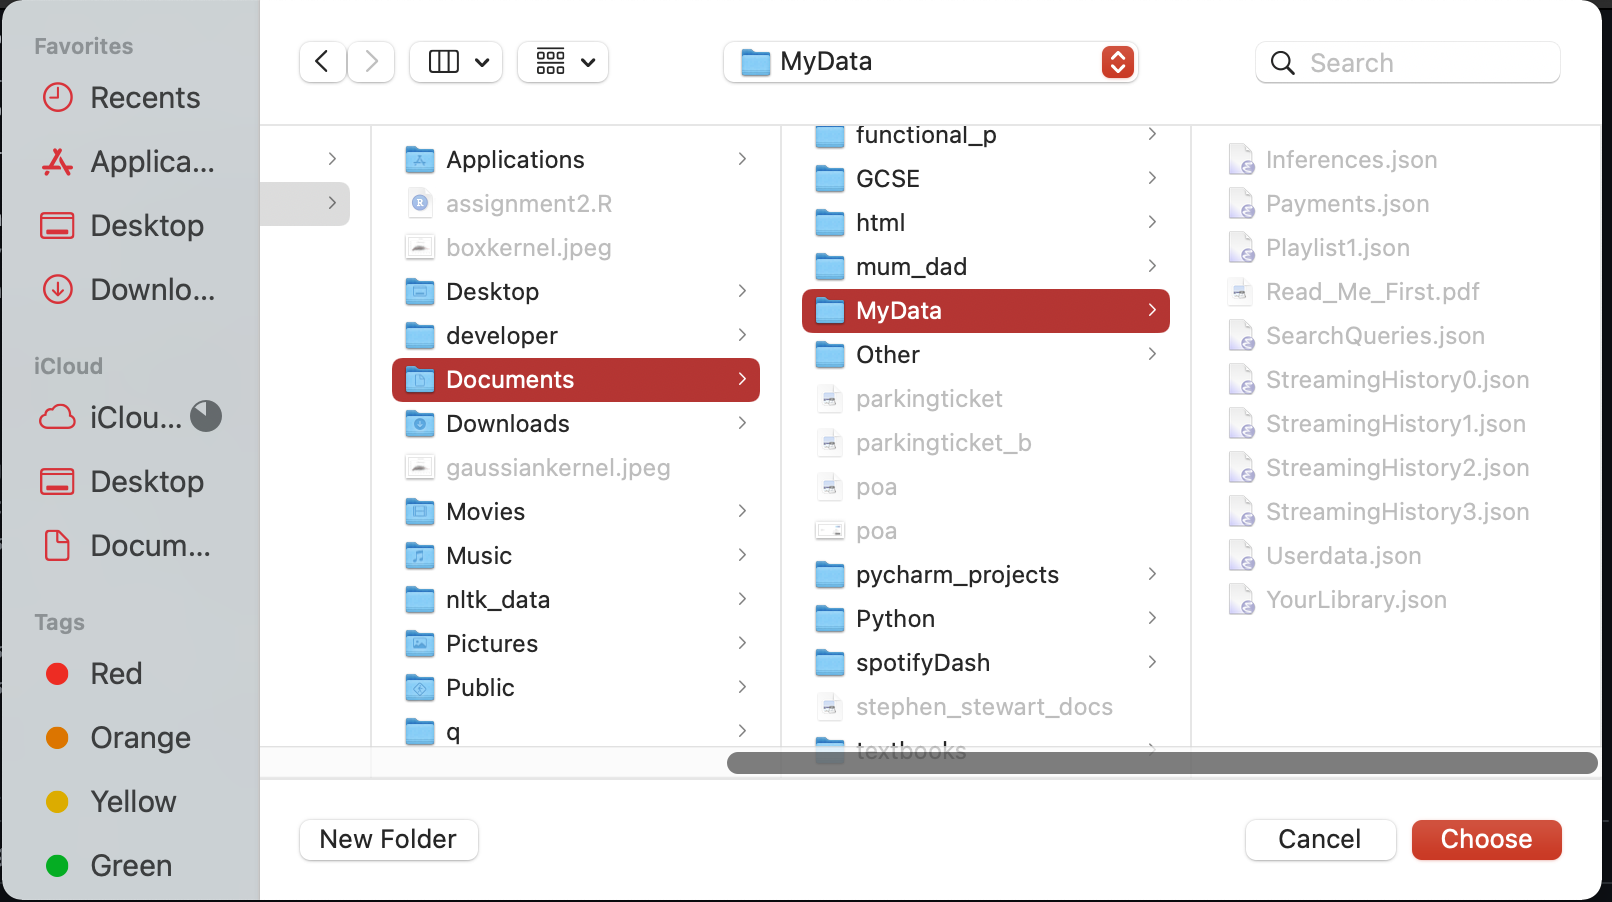 Favorites
Recents
Applica...
Desktop
Downlo...
iCloud
iClou...
Desktop
Docum...
Tags
Red
Orange
Yellow
Green
MyData
Search
Applications
assignment2.R
boxkernel.jpeg
Desktop
developer
Documents
Downloads
gaussiankernel.jpeg
Movies
Music
nltk_data
Pictures
Public
q
functional_p
GCSE
html
mum_dad
MyData
Other
parkingticket
parkingticket_b
poa
poa
pycharm_projects
Python
spotifyDash
stephen_stewart_docs
textbooks
Inferences.json
Payments.json
Playlist1.json
Read_Me_First.pdf
SearchQueries.json
StreamingHistory0.json
StreamingHistory1.json
StreamingHistory2.json
StreamingHistory3.json
Userdata.json
YourLibrary.json
New Folder
Cancel
Choose